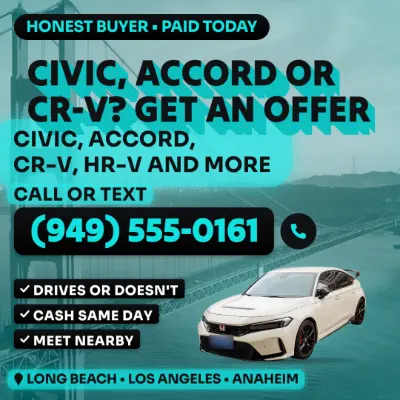 HONEST BUYER • PAID TODAY
CIVIC, ACCORD OR
CR-V? GET AN OFFER
CIVIC, ACCORD,
CR-V, HR-V AND MORE
CALL OR TEXT
(949) 555-0161
DRIVES OR DOESN'T
CASH SAME DAY
MEET NEARBY
LONG BEACH • LOS ANGELES • ANAHEIM